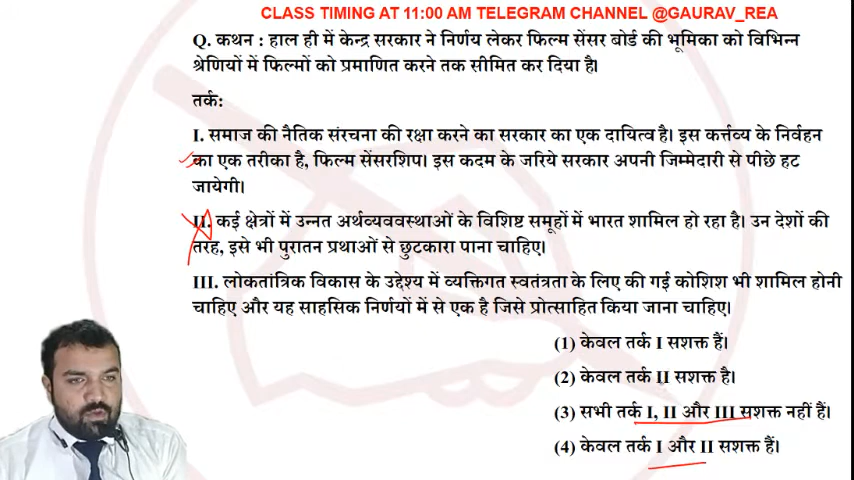 CLASS TIMING AT 11:00 AM TELEGRAM CHANNEL @GAURAV_REA
Q. कथन : हाल ही में केन्द्र सरकार ने निर्णय लेकर फिल्म सेंसर बोर्ड की भूमिका को विभिन्न
श्रेणियों में फिल्मों को प्रमाणित करने तक सीमित कर दिया है।
तर्क:
I. समाज की नैतिक संरचना की रक्षा करने का सरकार का एक दायित्व है। इस कर्त्तव्य के निर्वहन
का एक तरीका है, फिल्म सेंसरशिप। इस कदम के जरिये सरकार अपनी जिम्मेदारी से पीछे हट
जायेगी।
II. कई क्षेत्रों में उन्नत अर्थव्यववस्थाओं के विशिष्ट समूहों में भारत शामिल हो रहा है। उन देशों की
तरह, इसे भी पुरातन प्रथाओं से छुटकारा पाना चाहिए।
III. लोकतांत्रिक विकास के उद्देश्य में व्यक्तिगत स्वतंत्रता के लिए की गई कोशिश भी शामिल होनी
चाहिए और यह साहसिक निर्णयों में से एक है जिसे प्रोत्साहित किया जाना चाहिए।
(1) केवल तर्क I सशक्त हैं।
(2) केवल तर्क II सशक्त है।
(3) सभी तर्क I, II और III सशक्त नहीं हैं।
(4) केवल तर्क I और II सशक्त हैं।